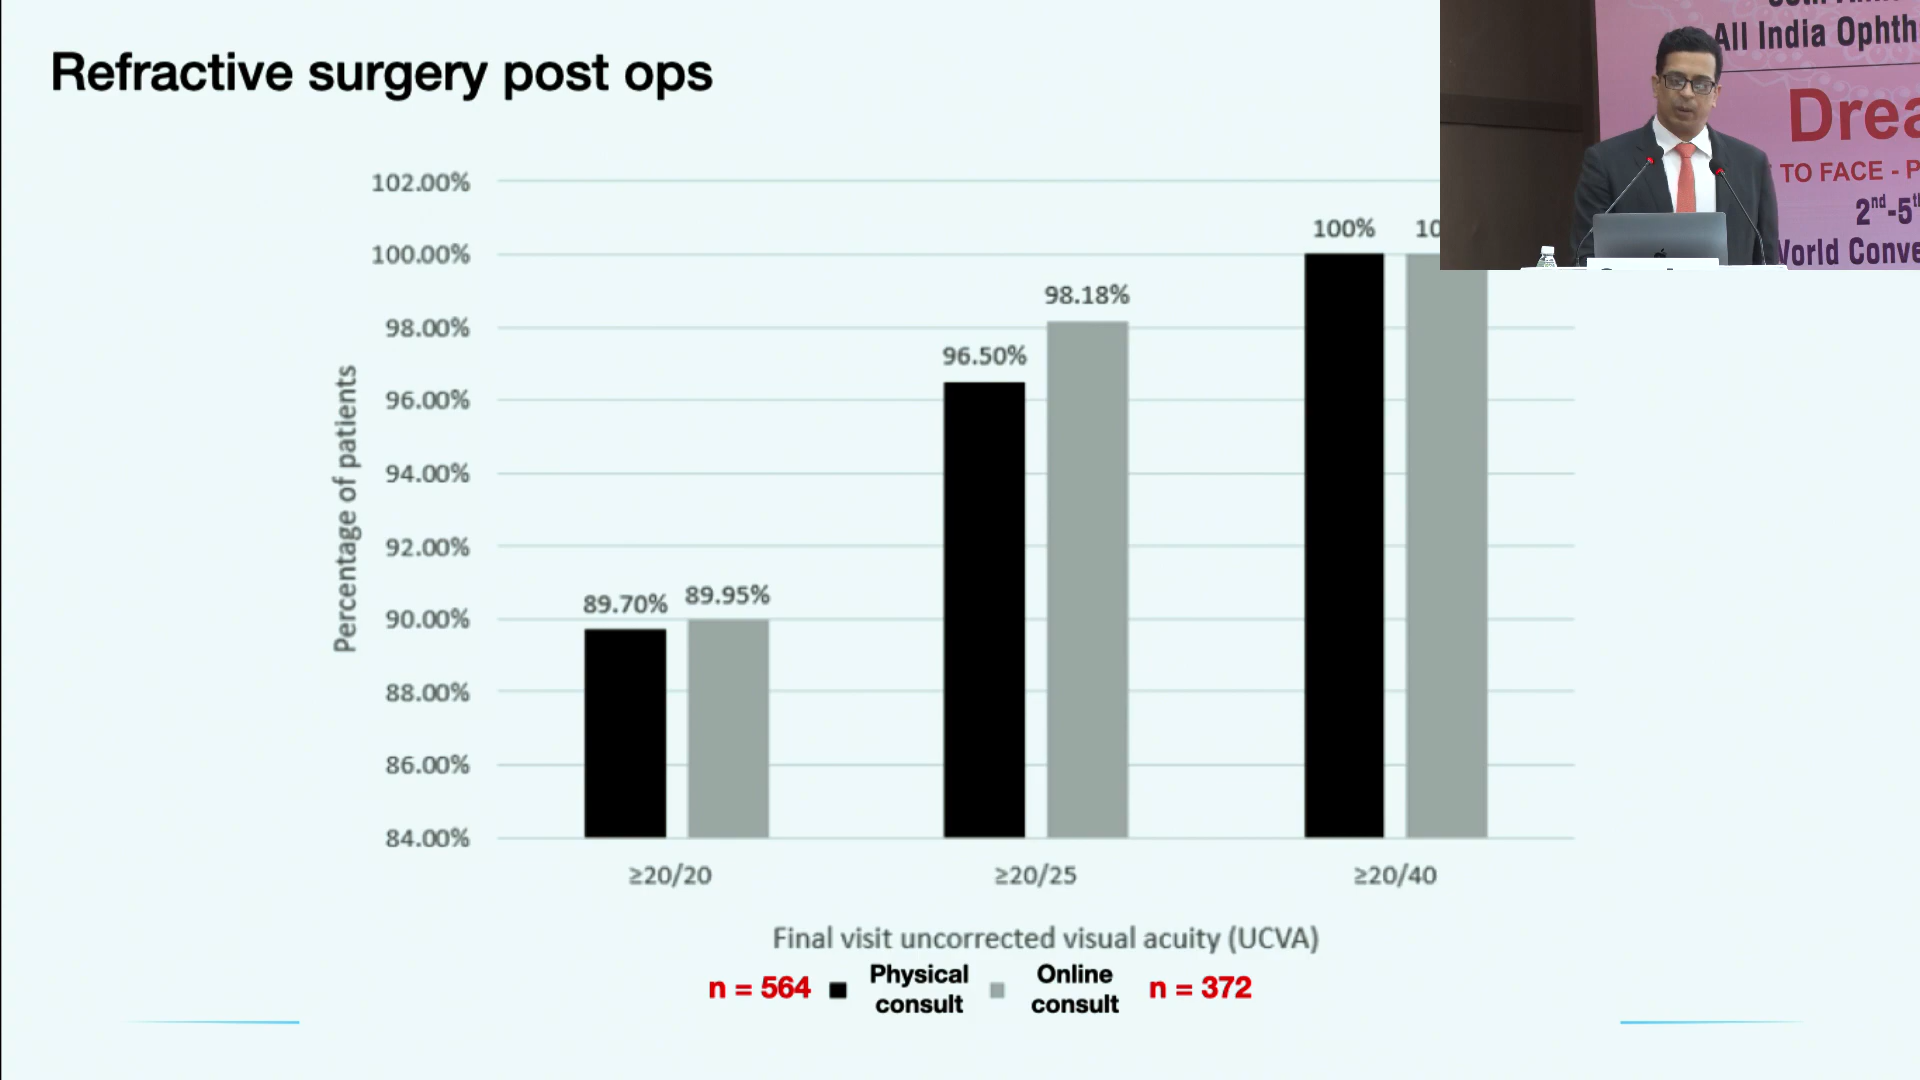 Refractive surgery post ops
102.00%
100.00%
98.00%
96.00%
94.00%
92.00%
90.00%
88.00%
86.00%
84.00%
Percentage of patients
89.70% 89.95%
96.50% 98.18%
100% 10
≥20/20 ≥20/25 ≥20/40
Final visit uncorrected visual acuity (UCVA)
n = 564 Physical consult Online consult n = 372
All India Ophth
Drea
TO FACE - P
2nd-5t
World Conve